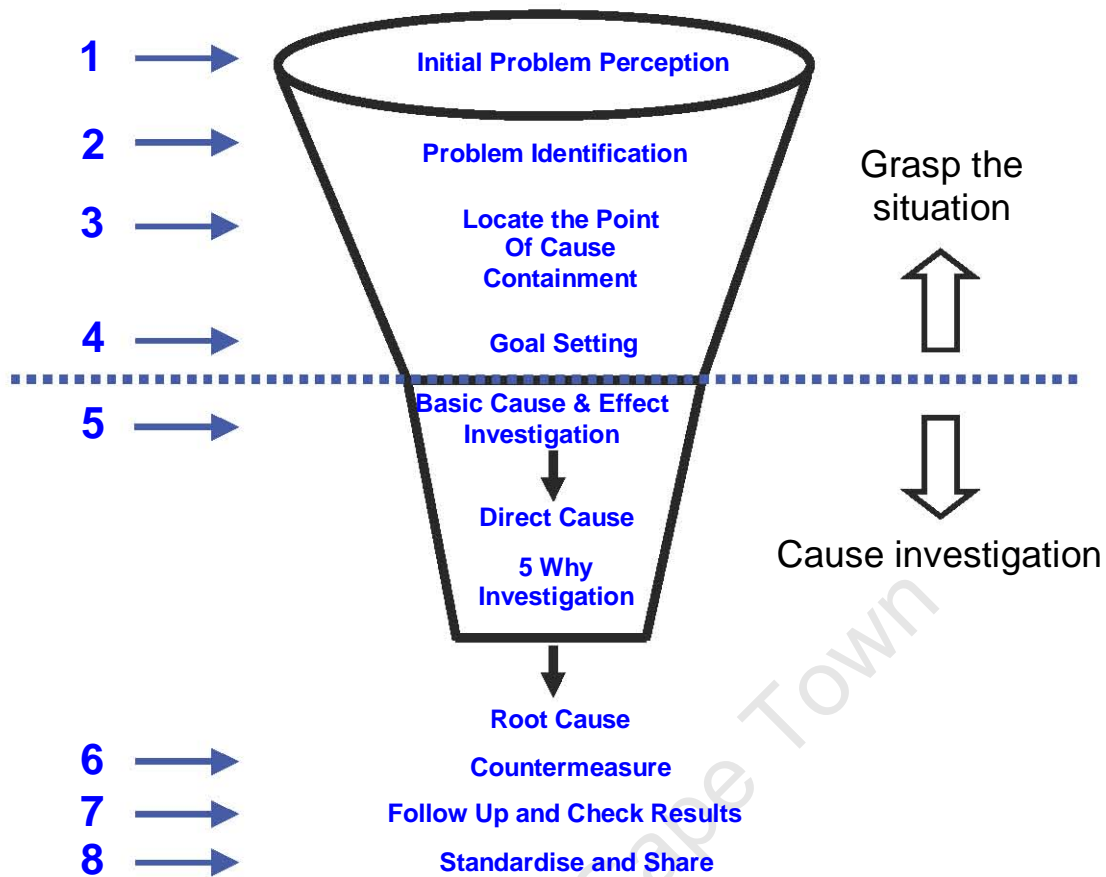 1
Initial Problem Perception
2
Problem Identification
Grasp the
situation
3
Locate the Point
Of Cause
Containment
4
Goal Setting
5
Basic Cause & Effect
Investigation
Direct Cause
Cause investigation
5 Why
Investigation
Root Cause
6
Countermeasure
7
Follow Up and Check Results
8
Standardise and Share
ape Town